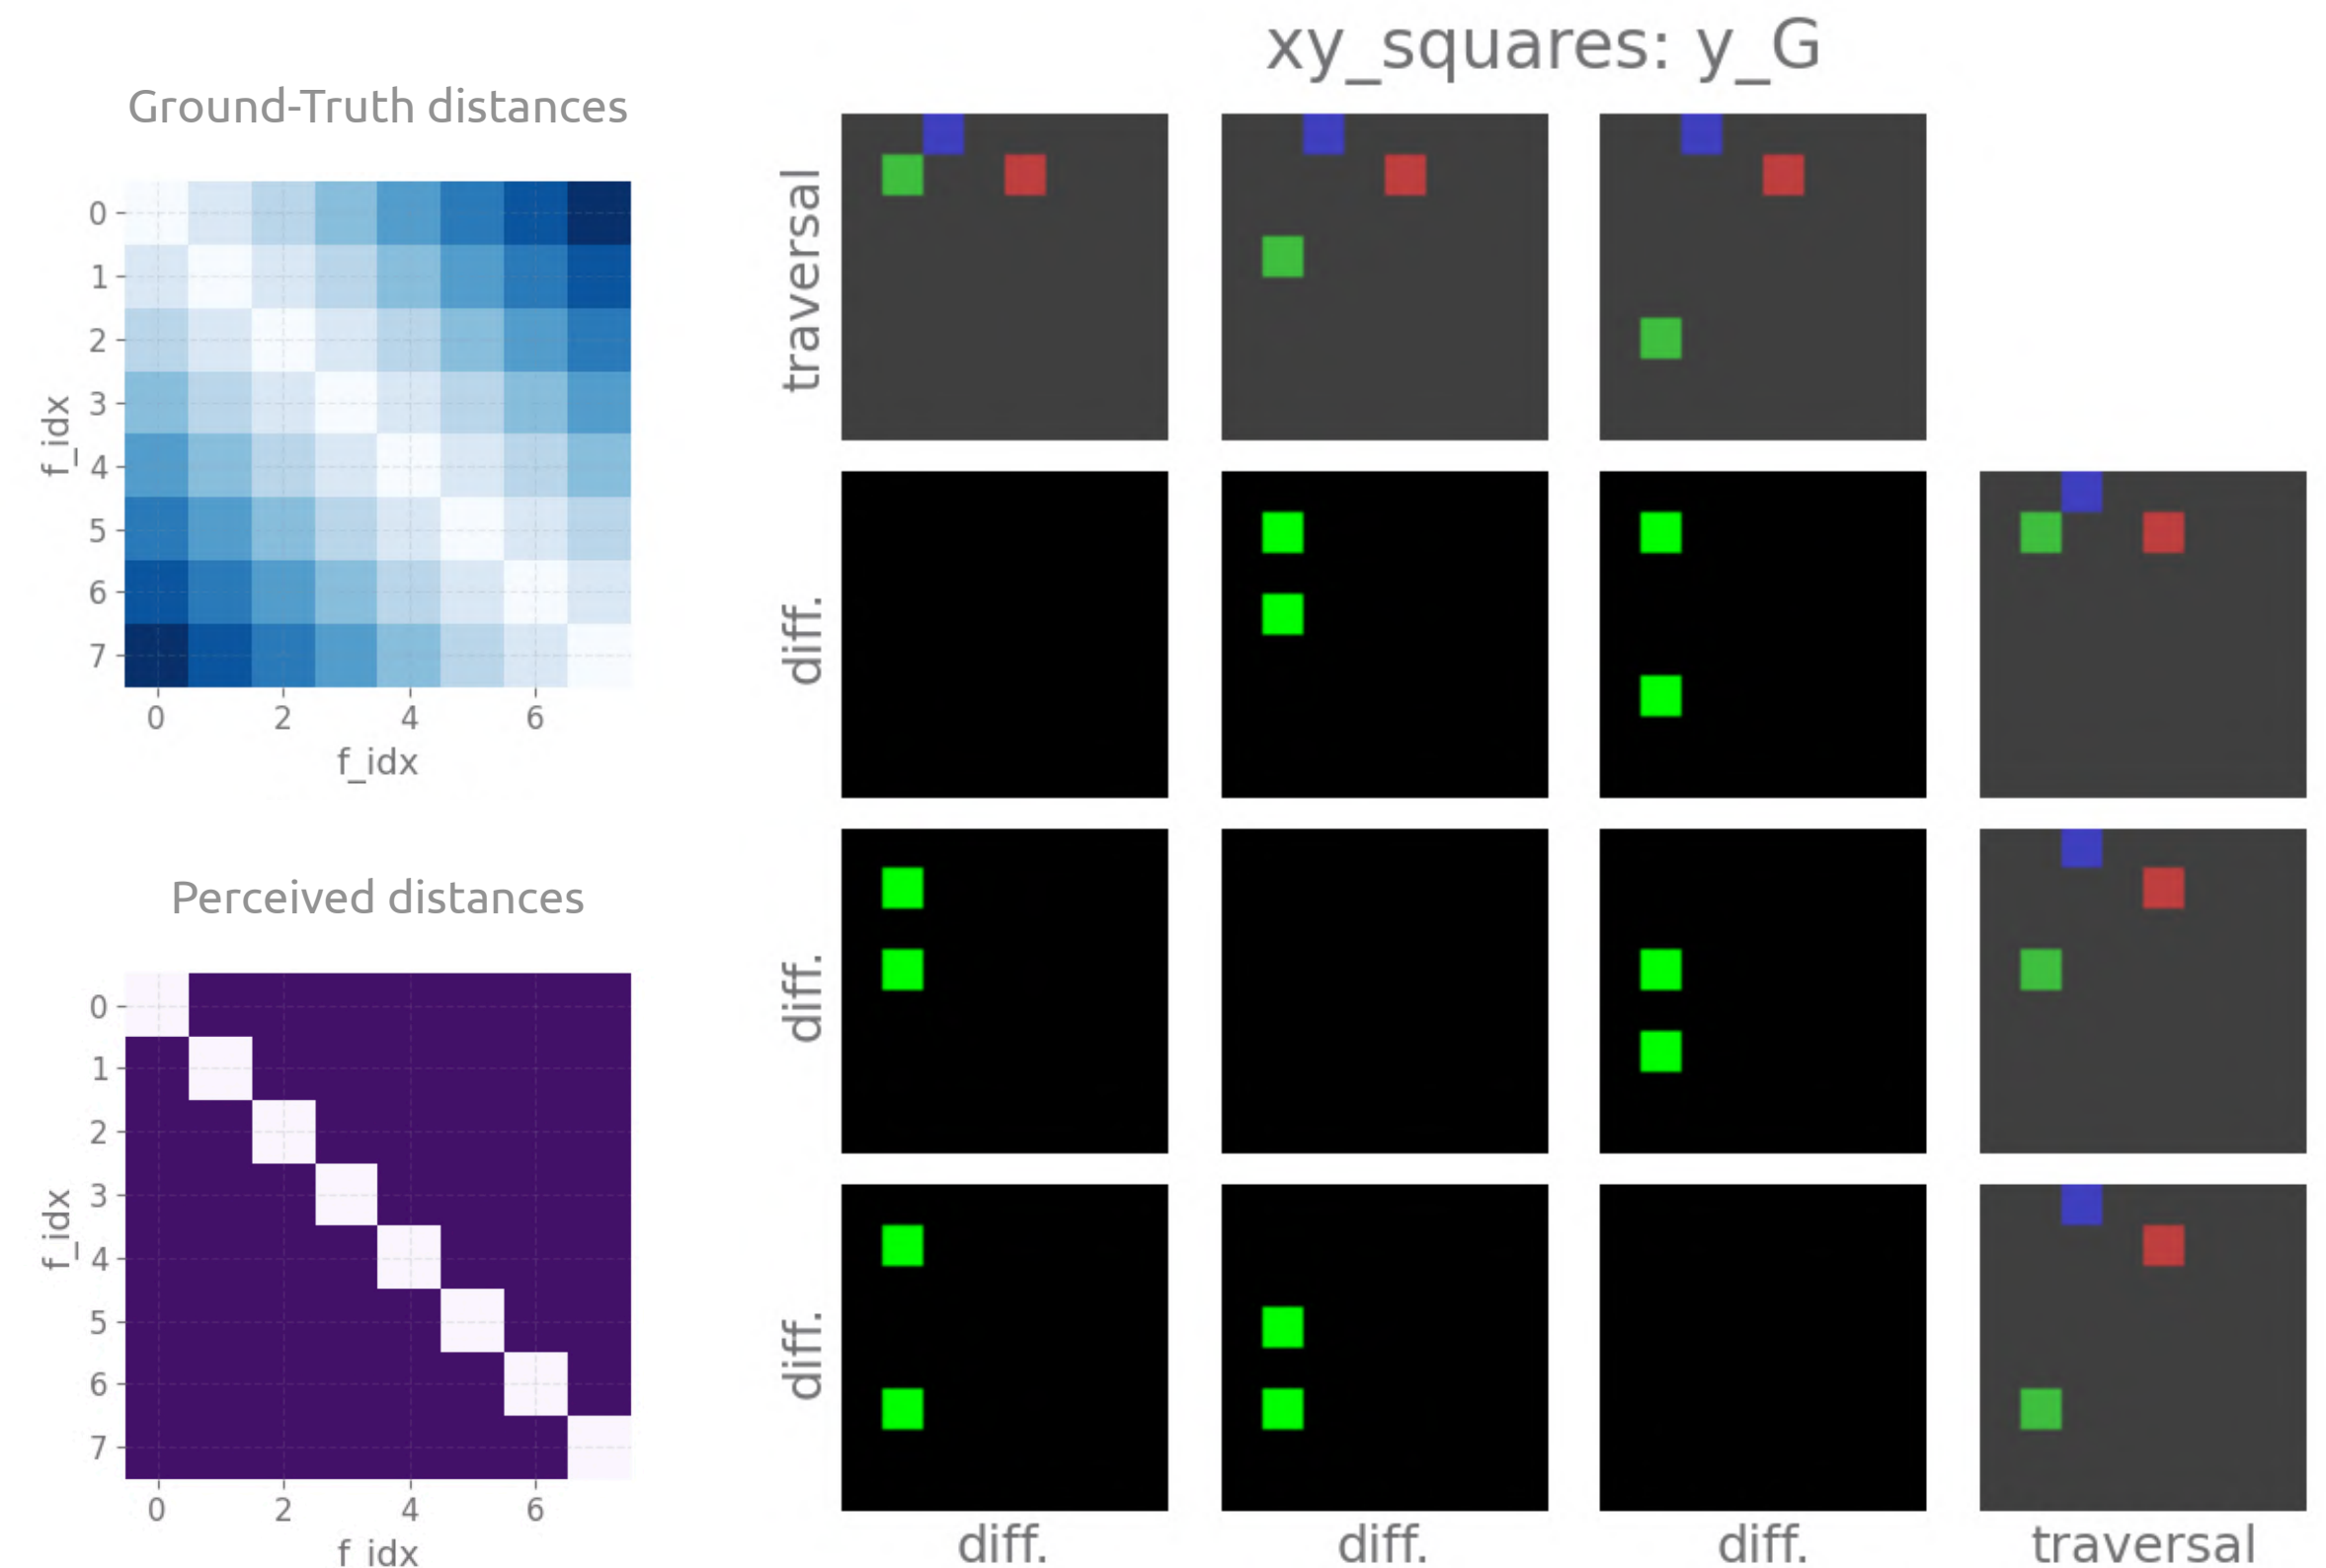 xy_squares: y_G
Ground-Truth distances
0
1
2
3
4
5
6
7
f_idx
0 2 4 6
f_idx
Perceived distances
0
1
2
3
4
5
6
7
f_idx
0 2 4 6
f_idx
traversal
diff.
diff.
diff.
diff. diff. diff. traversal